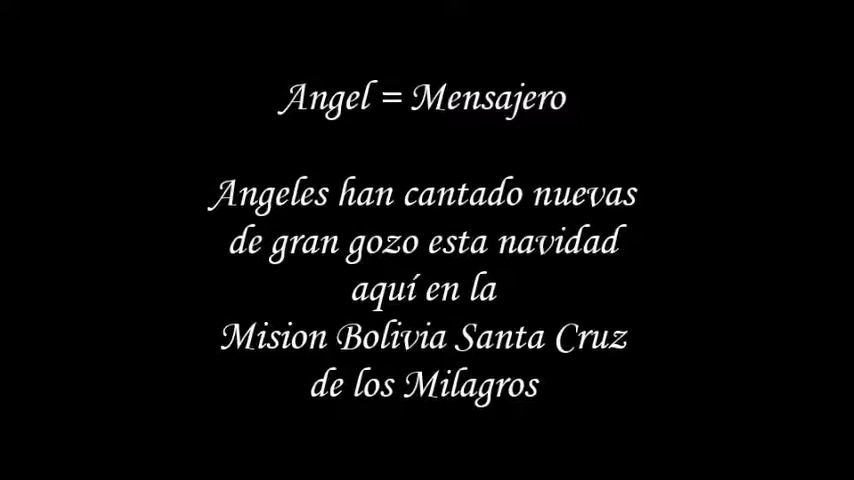 Angel = Mensajero
Angeles han cantado nuevas
de gran gozo esta navidad
aquí en la
Mision Bolivia Santa Cruz
de los Milagros